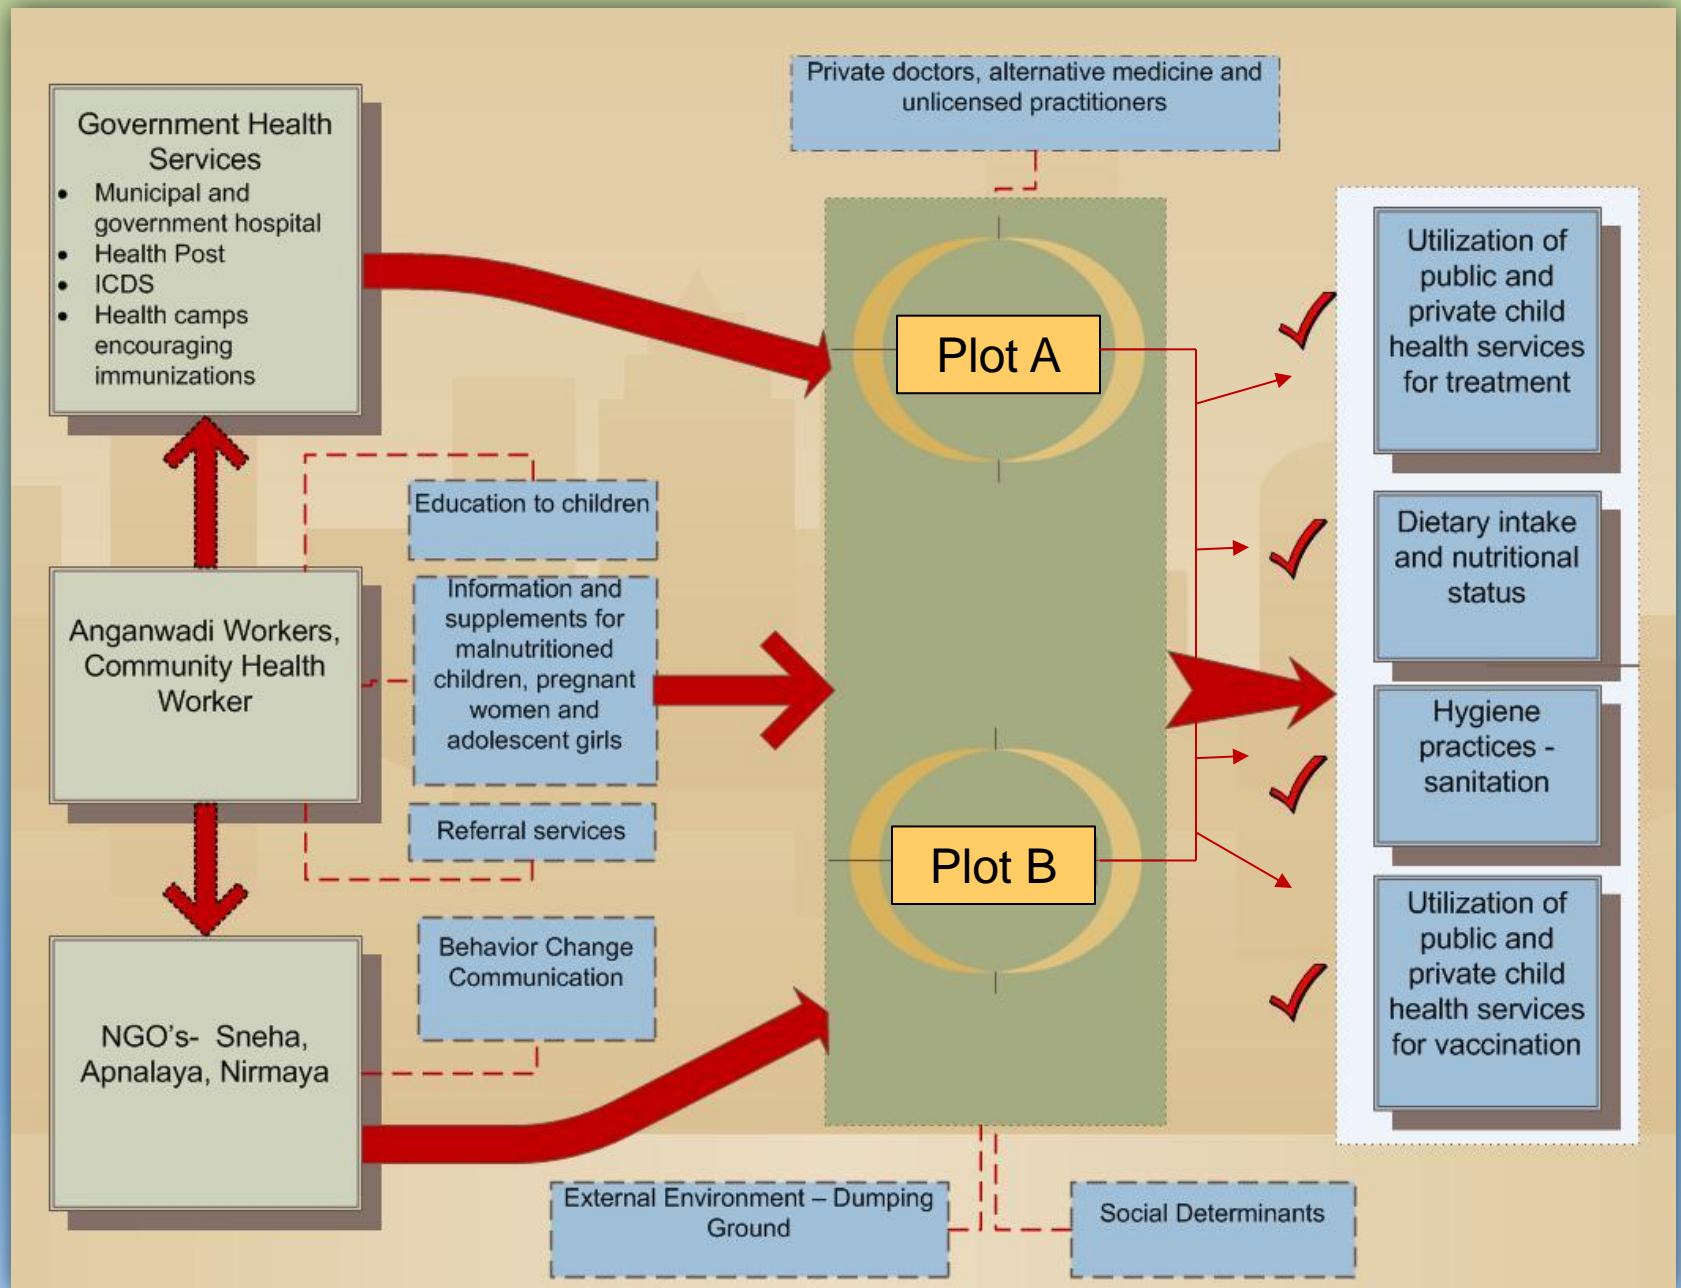 Private doctors, alternative medicine and
unlicensed practitioners
Government Health
Services
• Municipal and
government hospital
• Health Post
• ICDS
• Health camps
encouraging
immunizations
Anganwadi Workers,
Community Health
Worker
NGO's- Sneha,
Apnalaya, Nirmaya
Education to children
Information and
supplements for
malnutritioned
children, pregnant
women and
adolescent girls
Referral services
Behavior Change
Communication
Plot A
Plot B
External Environment – Dumping
Ground
Social Determinants
Utilization of
public and
private child
health services
for treatment
Dietary intake
and nutritional
status
Hygiene
practices -
sanitation
Utilization of
public and
private child
health services
for vaccination